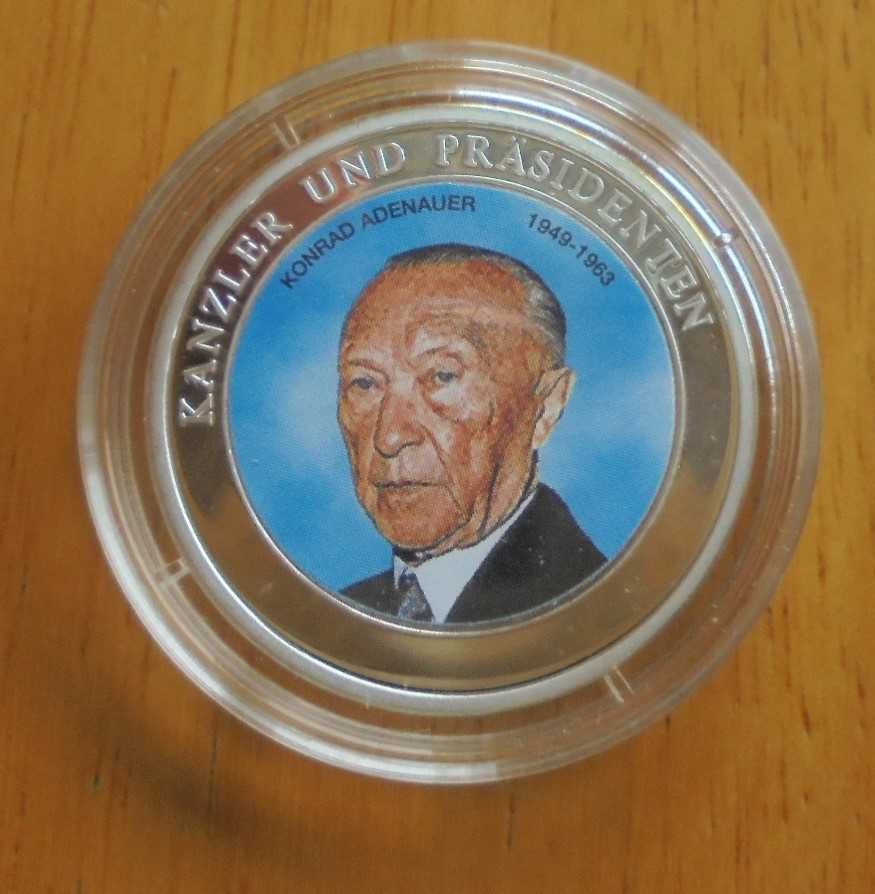 KANZLER UND PRÄSIDENTEN
KONRAD ADENAUER 1949-1963